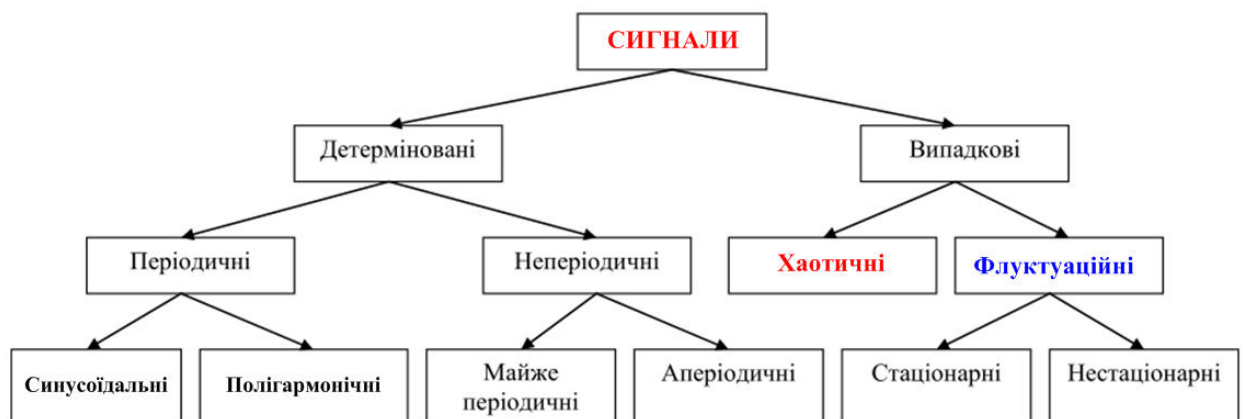 СИГНАЛИ
Детерміновані
Випадкові
Періодичні
Неперіодичні
Хаотичні
Флуктуаційні
Синусоїдальні
Полігармонічні
Майже
періодичні
Аперіодичні
Стаціонарні
Нестаціонарні